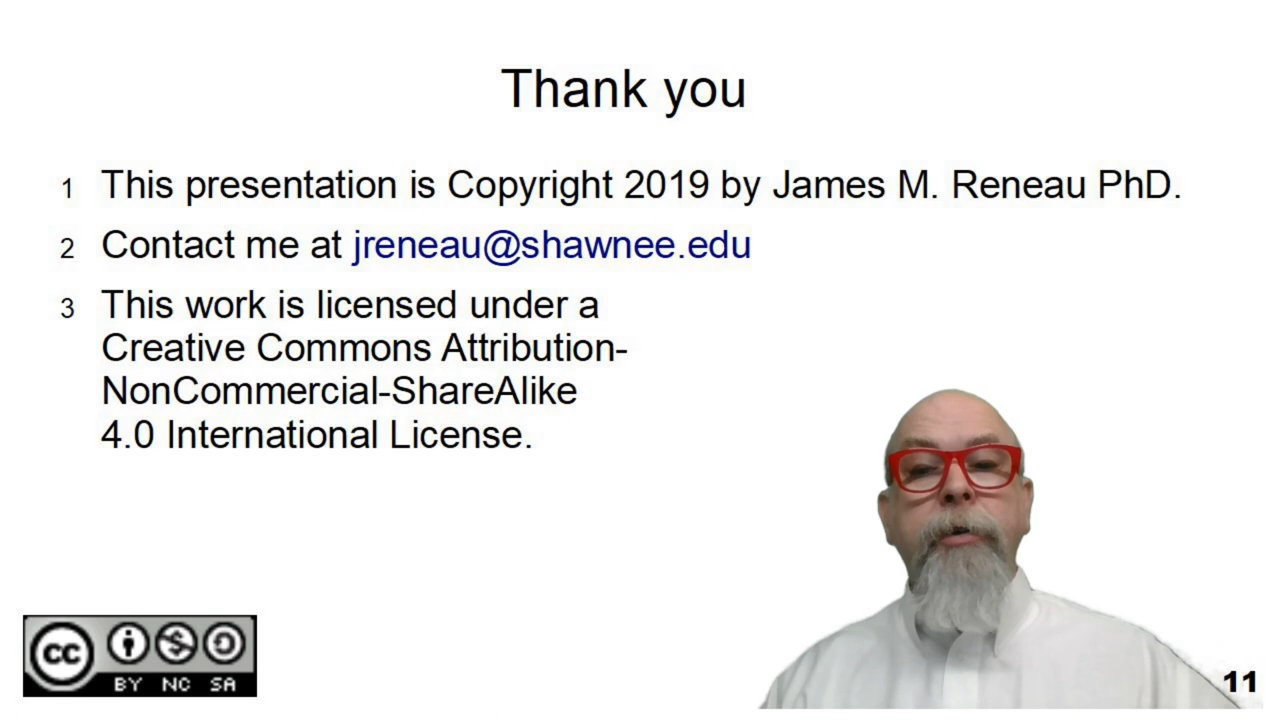 Thank you
1 This presentation is Copyright 2019 by James M. Reneau PhD.
2 Contact me at jreneau@shawnee.edu
3 This work is licensed under a
Creative Commons Attribution-
NonCommercial-ShareAlike
4.0 International License.
cc
BY NC SA
11